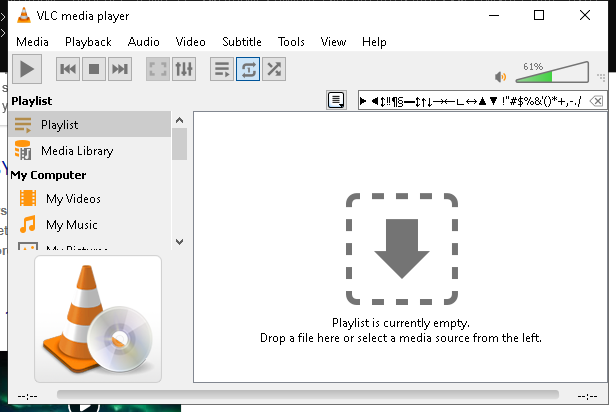 VLC media player
Media Playback Audio Video Subtitle Tools View Help
61%
Playlist
►◄↕‼¶§▬↨↑↓→←∟↔▲▼ !"#$%&'()*+,-./
Playlist
Media Library
My Computer
My Videos
My Music
My Pictures
Playlist is currently empty.
Drop a file here or select a media source from the left.
--:-- --:--